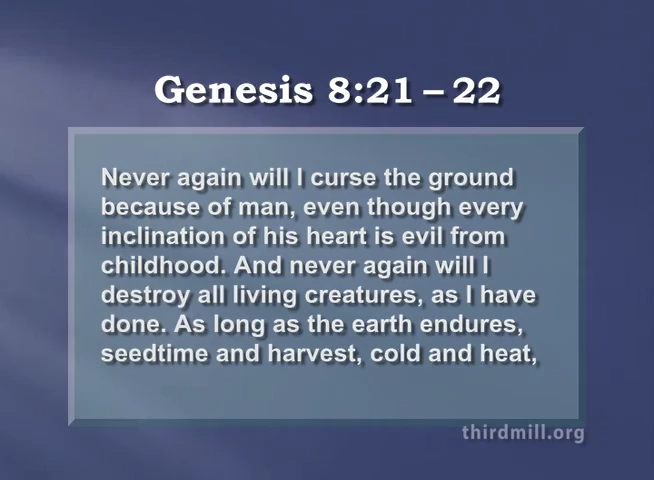 Genesis 8:21 – 22
Never again will I curse the ground
because of man, even though every
inclination of his heart is evil from
childhood. And never again will I
destroy all living creatures, as I have
done. As long as the earth endures,
seedtime and harvest, cold and heat,
thirdmill.org